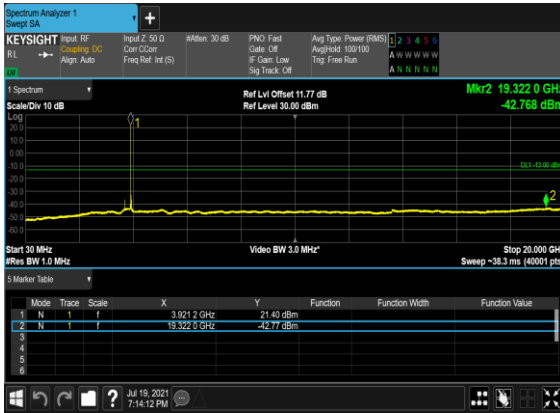 Spectrum Analyzer 1
Swept SA
KEYSIGHT Input: RF Input Z: 50 Ω #Atten: 30 dB PNO: Fast Avg Type: Power (RMS) 1 2 3 4 5 6
RL Coupling: DC Corr CCorr Gate: Off Avg|Hold: 100/100 A W W W W W
Align: Auto Freq Ref: Int (S) IF Gain: Low Trig: Free Run
Sig Track: Off A N N N N N
1 Spectrum Ref Lvl Offset 11.77 dB Mkr2 19.322 0 GHz
Scale/Div 10 dB Ref Level 30.00 dBm -42.768 dBm
Log
20.0
10.0
0.00
-10.0 DL1 -13.00 dBm
-20.0
-30.0
-40.0
-50.0
-60.0
1
2
Start 30 MHz Video BW 3.0 MHz* Stop 20.000 GHz
#Res BW 1.0 MHz Sweep ~38.3 ms (40001 pts)
5 Marker Table
Mode Trace Scale X Y Function Function Width Function Value
1 N 1 f 3.921 2 GHz 21.40 dBm
2 N 1 f 19.322 0 GHz -42.77 dBm
3
4
5
6
? Jul 19, 2021
7:14:12 PM